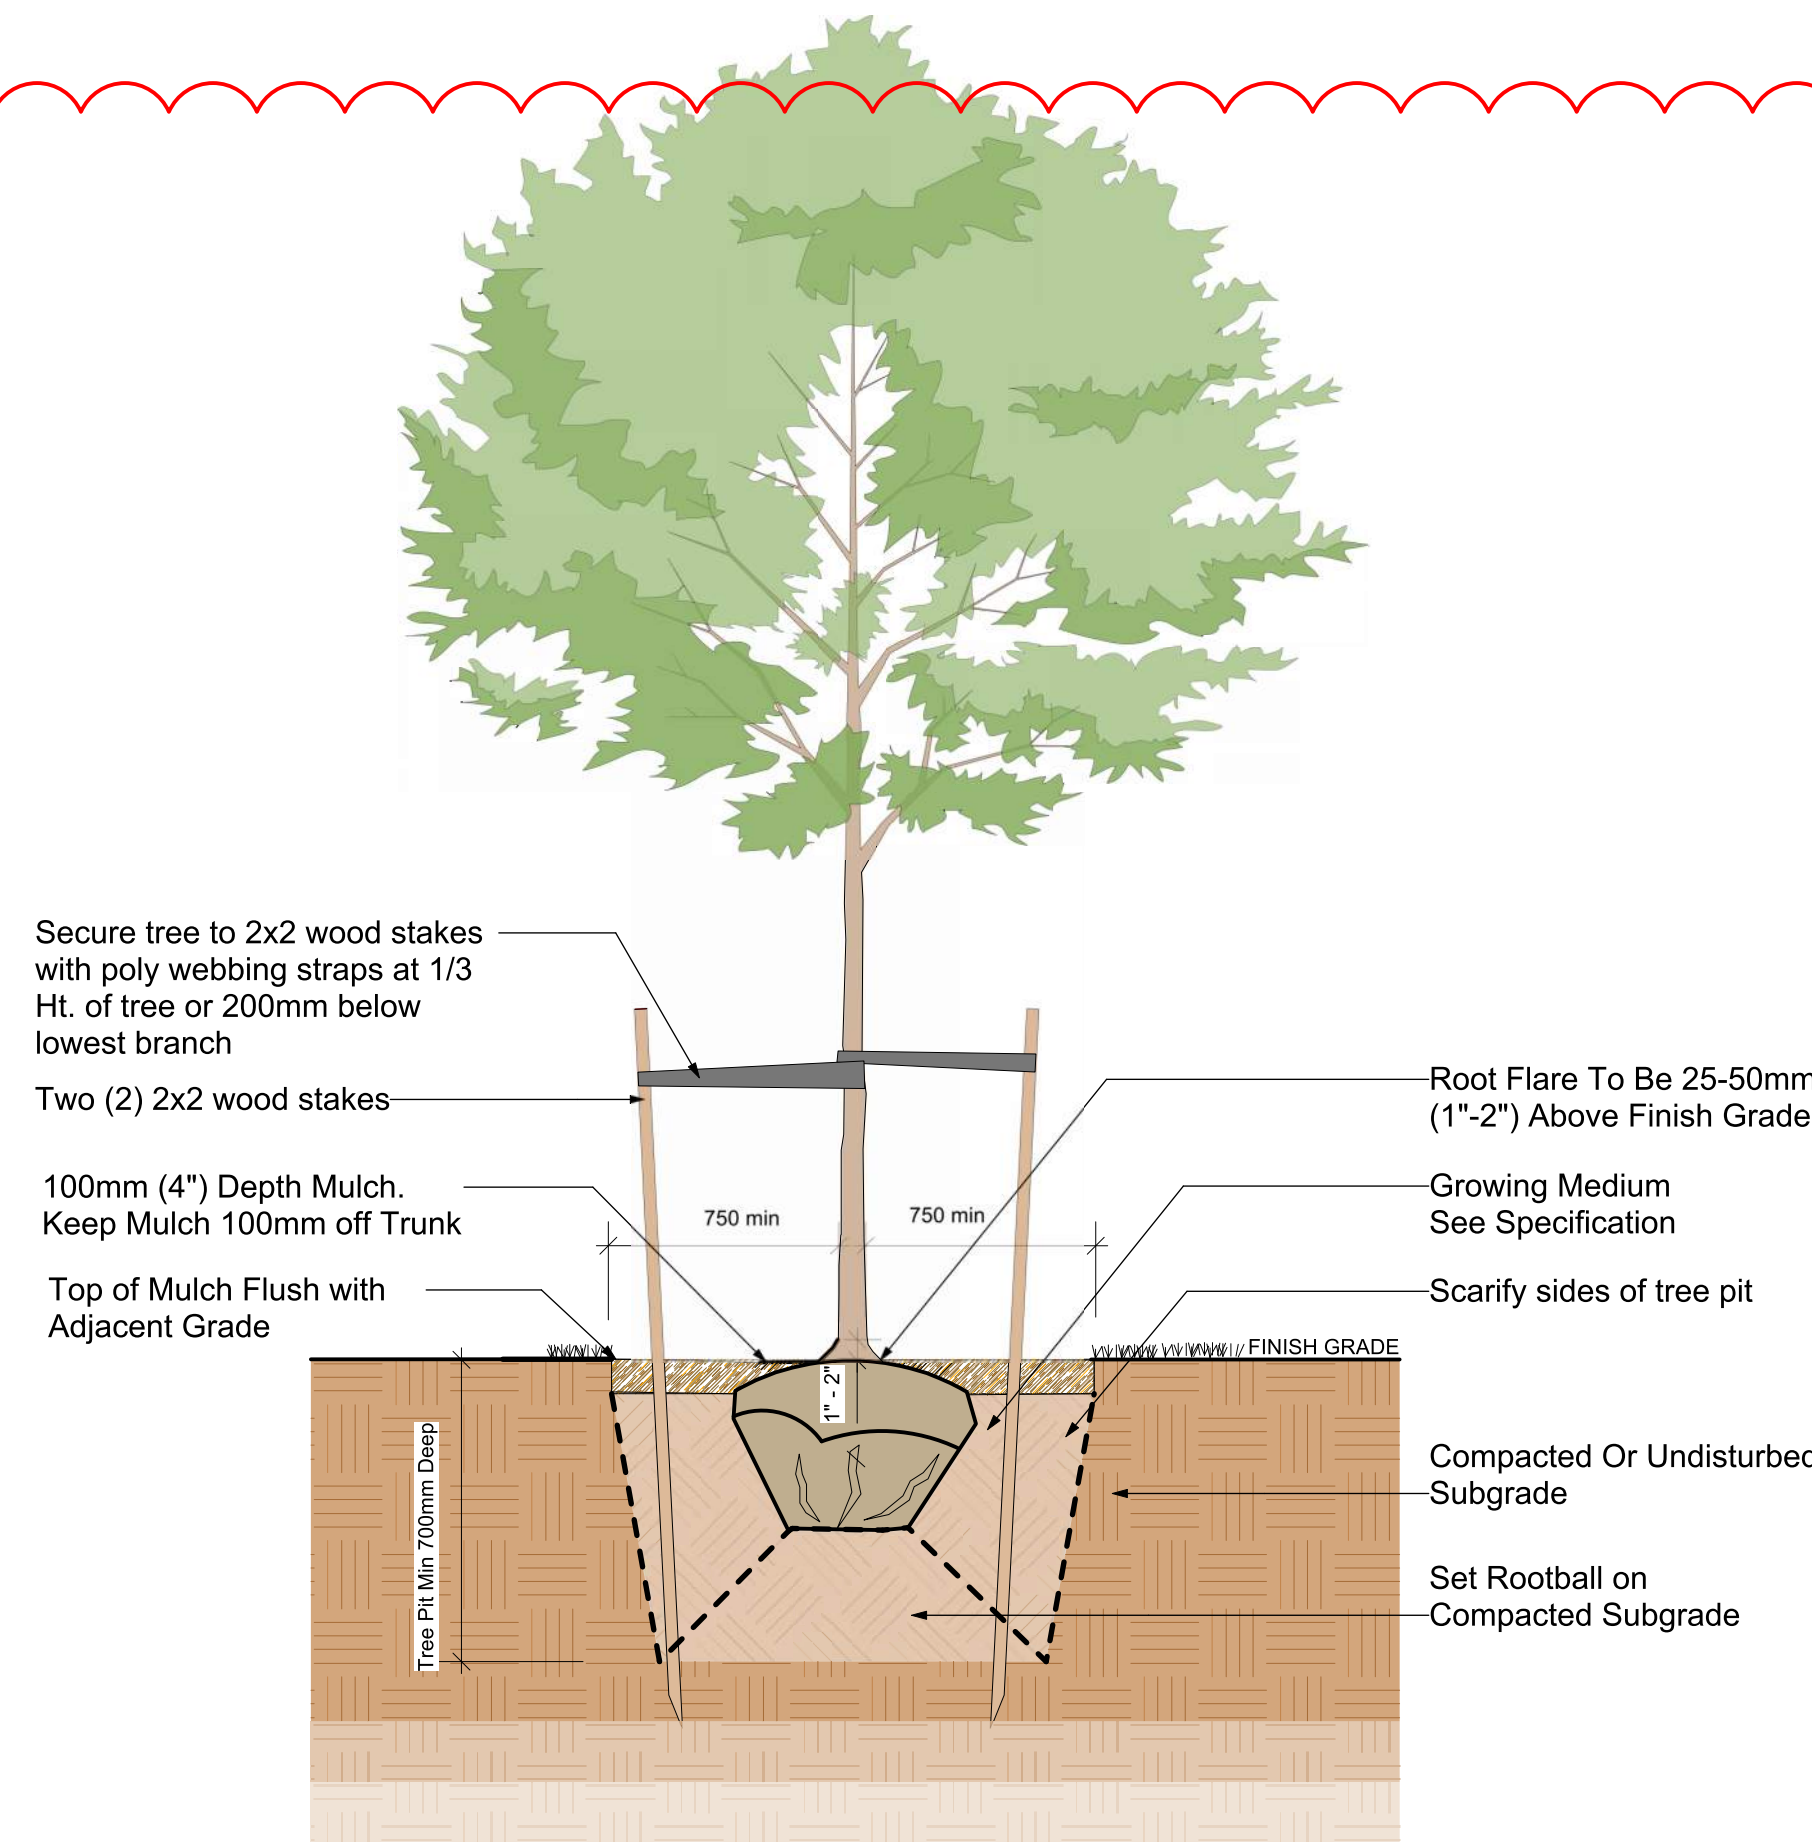 Secure tree to 2x2 wood stakes
with poly webbing straps at 1/3
Ht. of tree or 200mm below
lowest branch
Two (2) 2x2 wood stakes
100mm (4") Depth Mulch.
Keep Mulch 100mm off Trunk
Top of Mulch Flush with
Adjacent Grade
750 min
750 min
Root Flare To Be 25-50mm
(1"-2") Above Finish Grade
Growing Medium
See Specification
Scarify sides of tree pit
FINISH GRADE
1" - 2"
Tree Pit Min 700mm Deep
Compacted Or Undisturbed
Subgrade
Set Rootball on
Compacted Subgrade